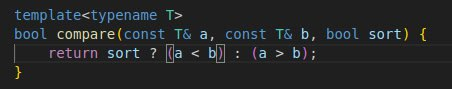 template<typename T>
bool compare(const T& a, const T& b, bool sort) {
    return sort ? (a < b) : (a > b);
}